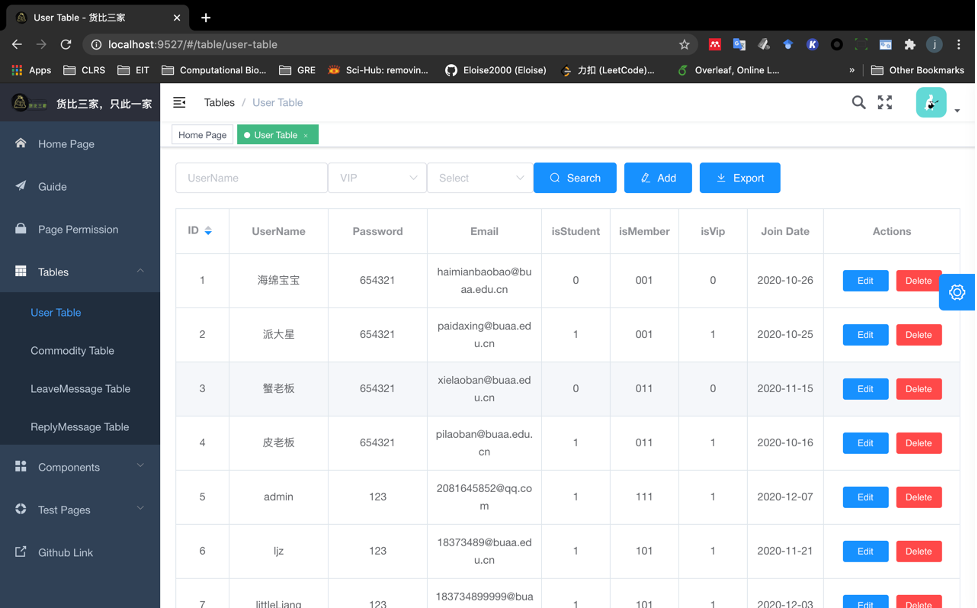 User Table - 货比三家
localhost:9527/#/table/user-table
Apps
CLRS
EIT
Computational Bio...
GRE
Sci-Hub: removin...
Eloise2000 (Eloise)
力扣 (LeetCode)...
Overleaf, Online L...
»
Other Bookmarks
货比三家，只此一家
Tables / User Table
Home Page
User Table ×
Home Page
Guide
Page Permission
Tables
User Table
Commodity Table
LeaveMessage Table
ReplyMessage Table
Components
Test Pages
Github Link
UserName
VIP
Select
Search
Add
Export
ID UserName Password Email isStudent isMember isVip Join Date Actions
1 海绵宝宝 654321 haimianbaobao@bu
aa.edu.cn
0 001 0 2020-10-26 Edit Delete
2 派大星 654321 paidaxing@buaa.ed
u.cn
1 001 1 2020-10-25 Edit Delete
3 蟹老板 654321 xielaoban@buaa.ed
u.cn
0 011 0 2020-11-15 Edit Delete
4 皮老板 654321 pilaoban@buaa.edu.
cn
1 011 1 2020-10-16 Edit Delete
5 admin 123 2081645852@qq.co
m
1 111 1 2020-12-07 Edit Delete
6 ljz 123 18373489@buaa.ed
u.cn
1 101 1 2020-11-21 Edit Delete
7 littleLiang 123 183734899999@bua
1 101 1 2020-12-03 Edit Delete